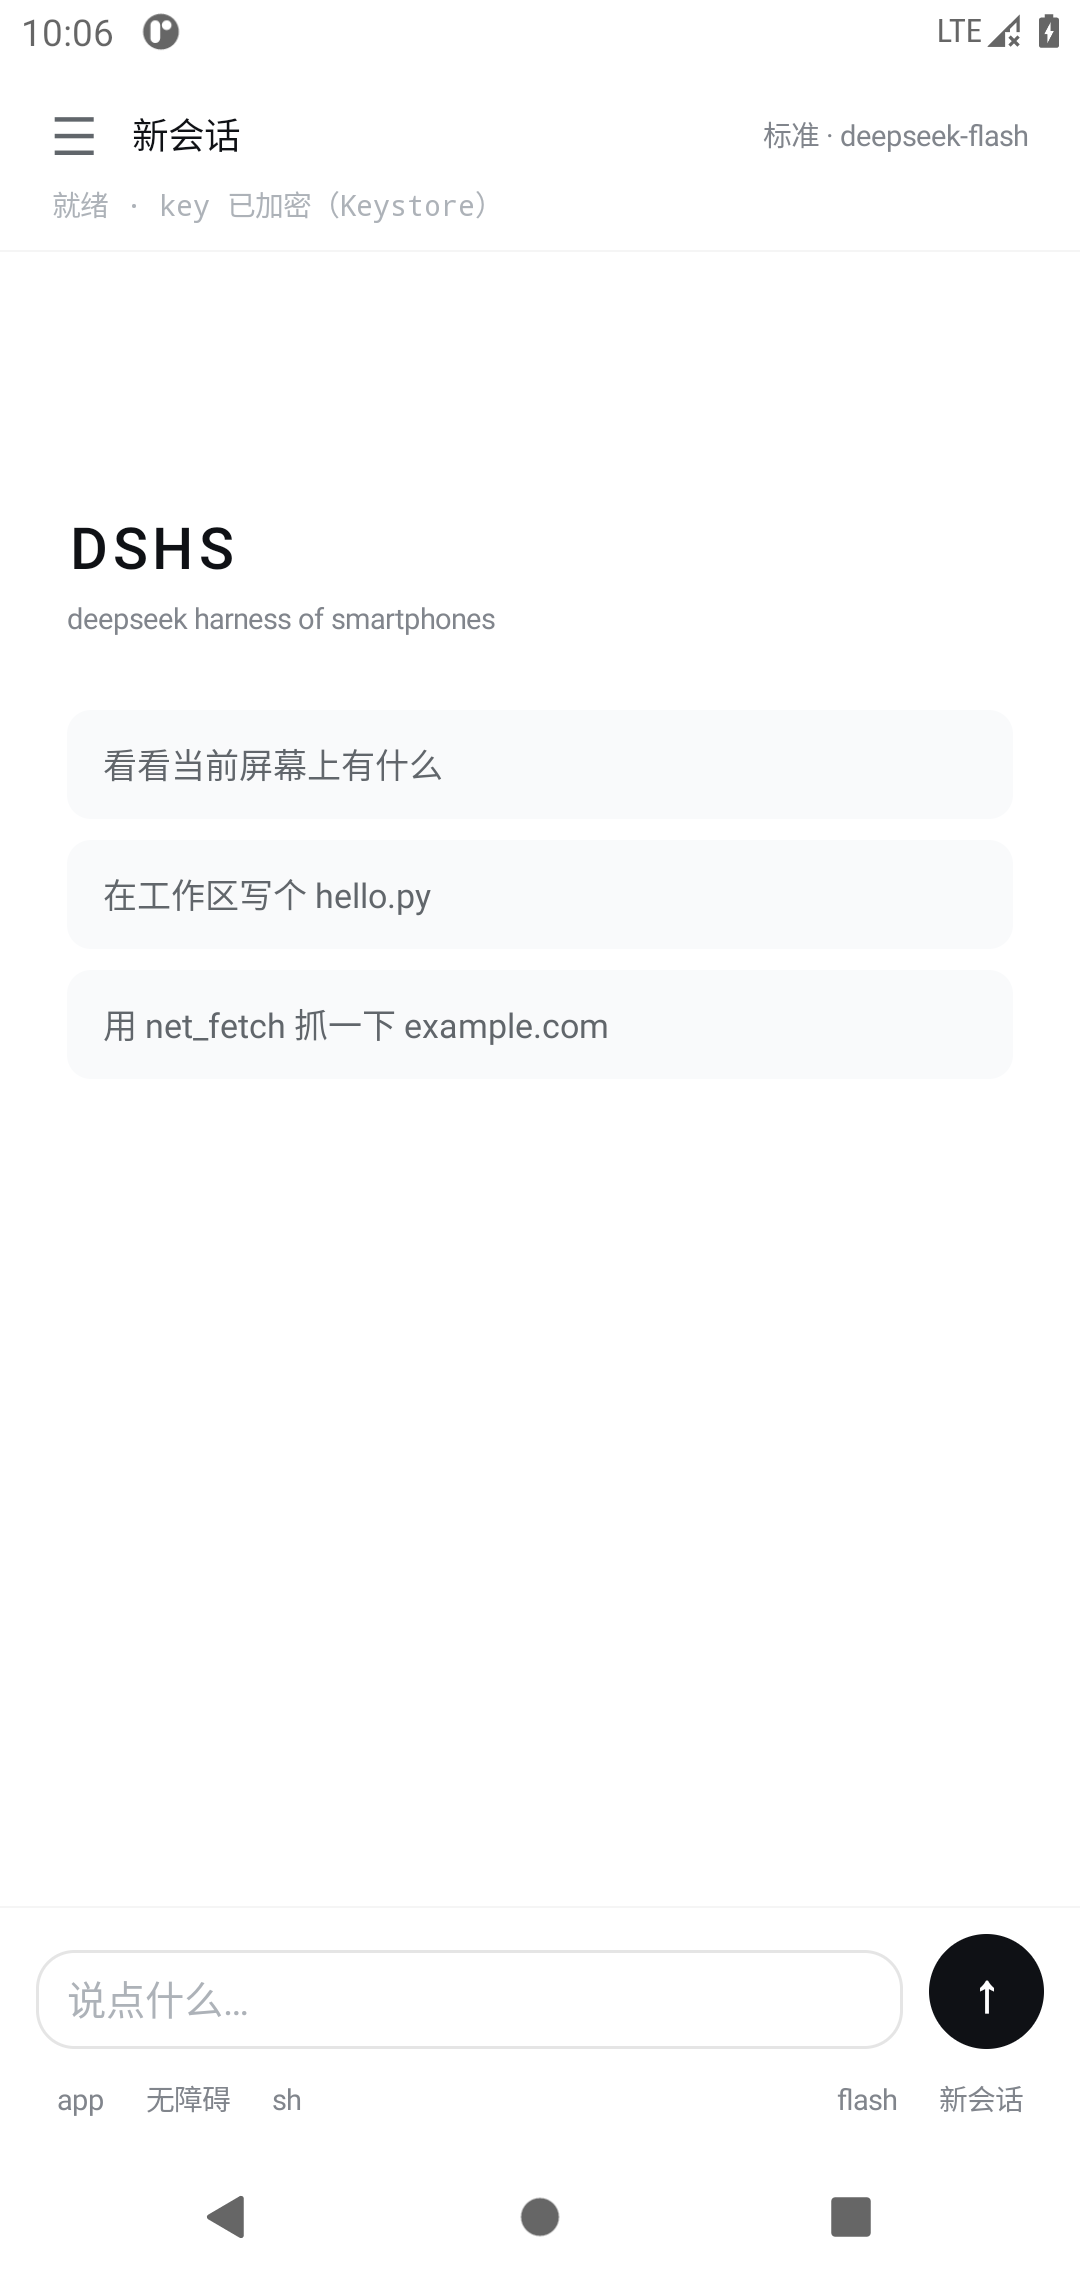 10:06 LTE
新会话 标准 · deepseek-flash
就绪 · key 已加密（Keystore）
DSHS
deepseek harness of smartphones
看看当前屏幕上有什么
在工作区写个 hello.py
用 net_fetch 抓一下 example.com
说点什么…
↑
app 无障碍 sh flash 新会话